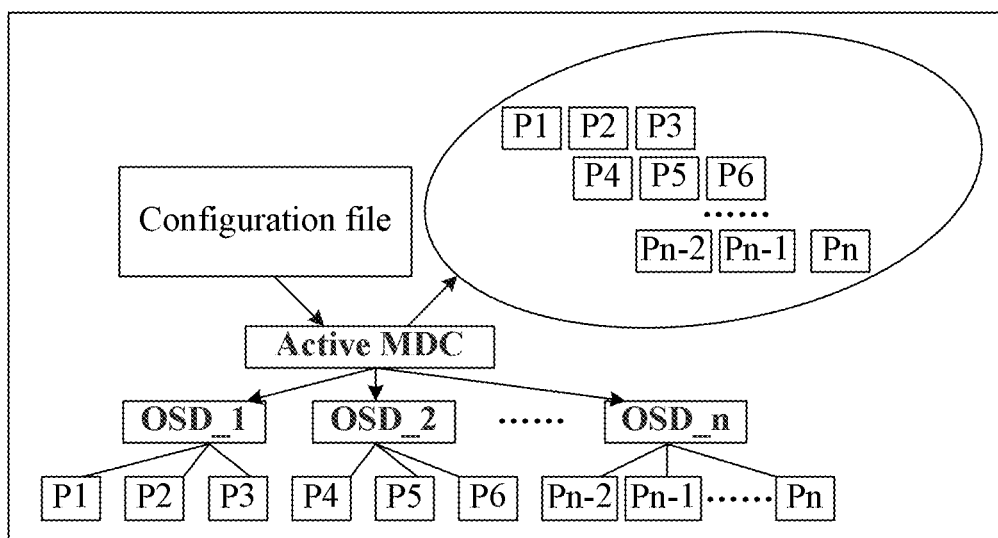 P1 P2 P3
P4 P5 P6
......
Pn-2 Pn-1 Pn
Configuration file
Active MDC
OSD_1 OSD_2 ...... OSD_n
P1 P2 P3 P4 P5 P6 Pn-2 Pn-1 ...... Pn